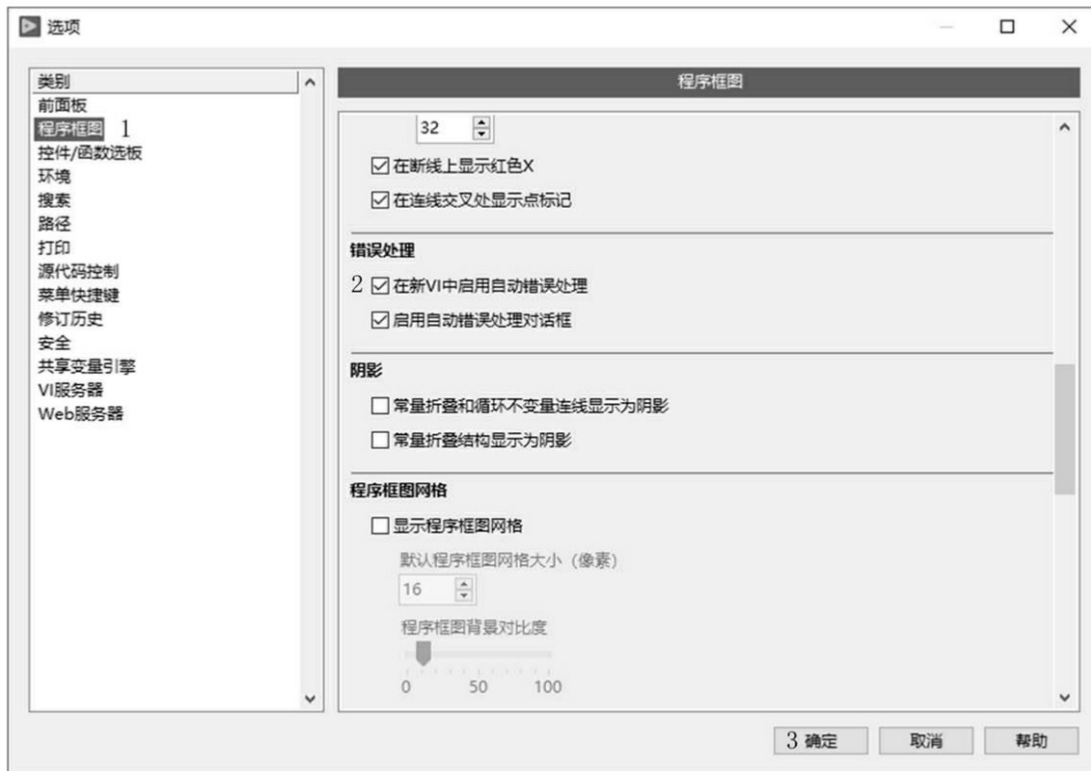 选项
类别
前面板
程序框图 1
控件/函数选板
环境
搜索
路径
打印
源代码控制
菜单快捷键
修订历史
安全
共享变量引擎
VI服务器
Web服务器
程序框图
32
在断线上显示红色X
在连线交叉处显示点标记
错误处理
2 在新VI中启用自动错误处理
启用自动错误处理对话框
阴影
常量折叠和循环不变量连线显示为阴影
常量折叠结构显示为阴影
程序框图网格
显示程序框图网格
默认程序框图网格大小（像素）
16
程序框图背景对比度
0 50 100
3 确定 取消 帮助